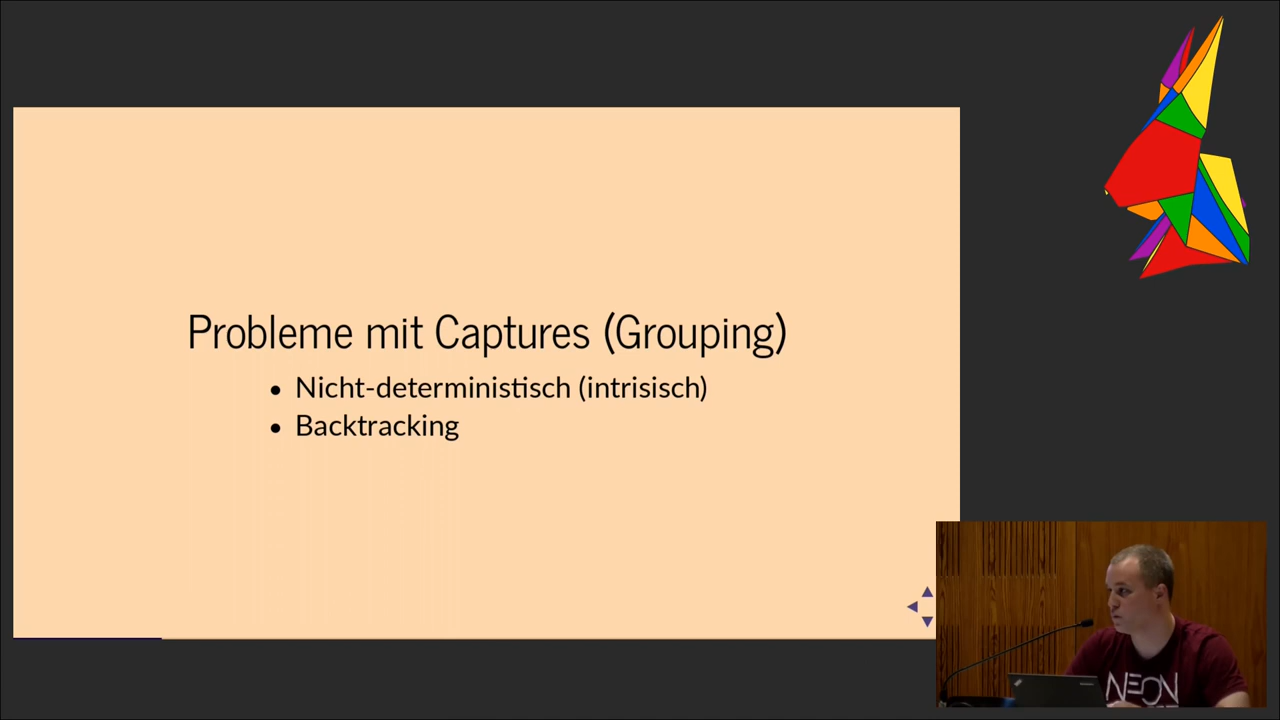 Probleme mit Captures (Grouping)
• Nicht-deterministisch (intrisisch)
• Backtracking
NEON